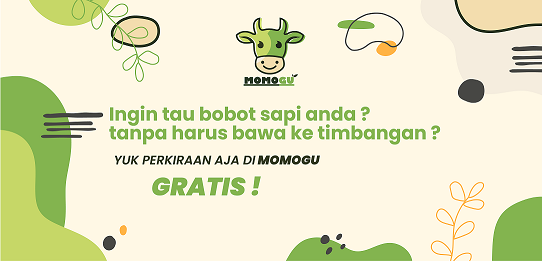 MOMOGU
Ingin tau bobot sapi anda ?
tanpa harus bawa ke timbangan ?
YUK PERKIRAAN AJA DI MOMOGU
GRATIS !